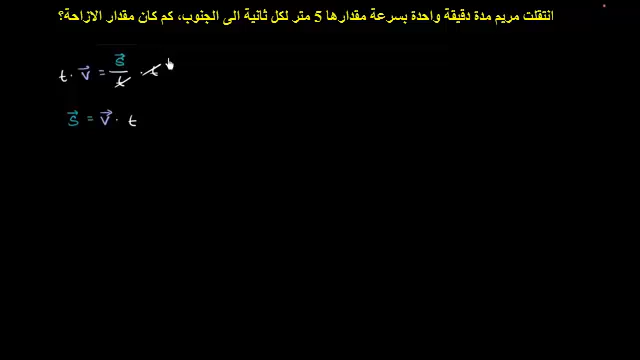 انتقلت مريم مدة دقيقة واحدة بسرعة مقدارها 5 متر لكل ثانية الى الجنوب، كم كان مقدار الازاحة؟
t · v⃗ = s⃗ / t · t
s⃗ = v⃗ · t